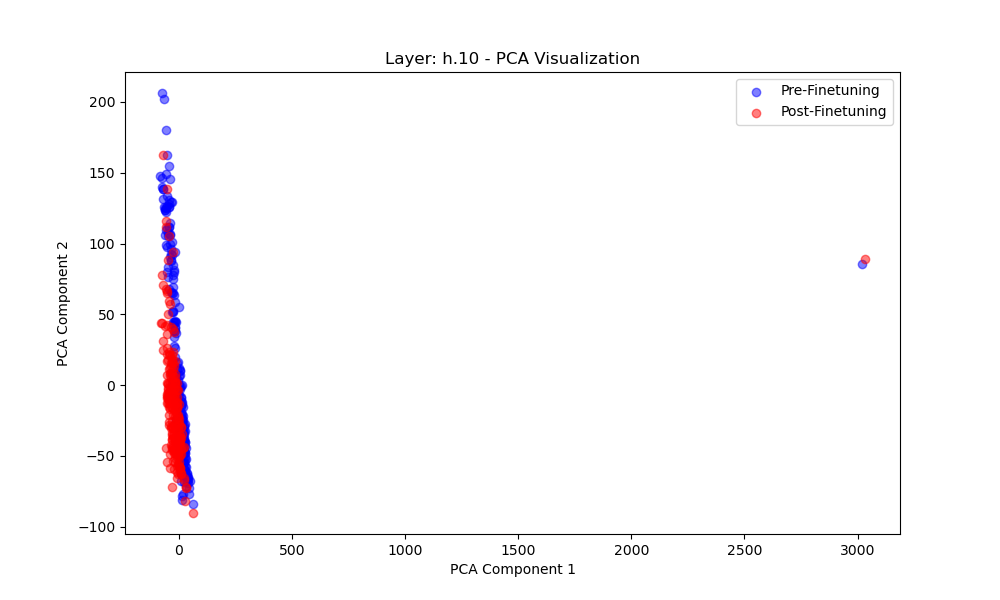 Layer: h.10 - PCA Visualization
Pre-Finetuning
Post-Finetuning
200
150
100
50
0
−50
−100
PCA Component 2
0
500
1000
1500
2000
2500
3000
PCA Component 1